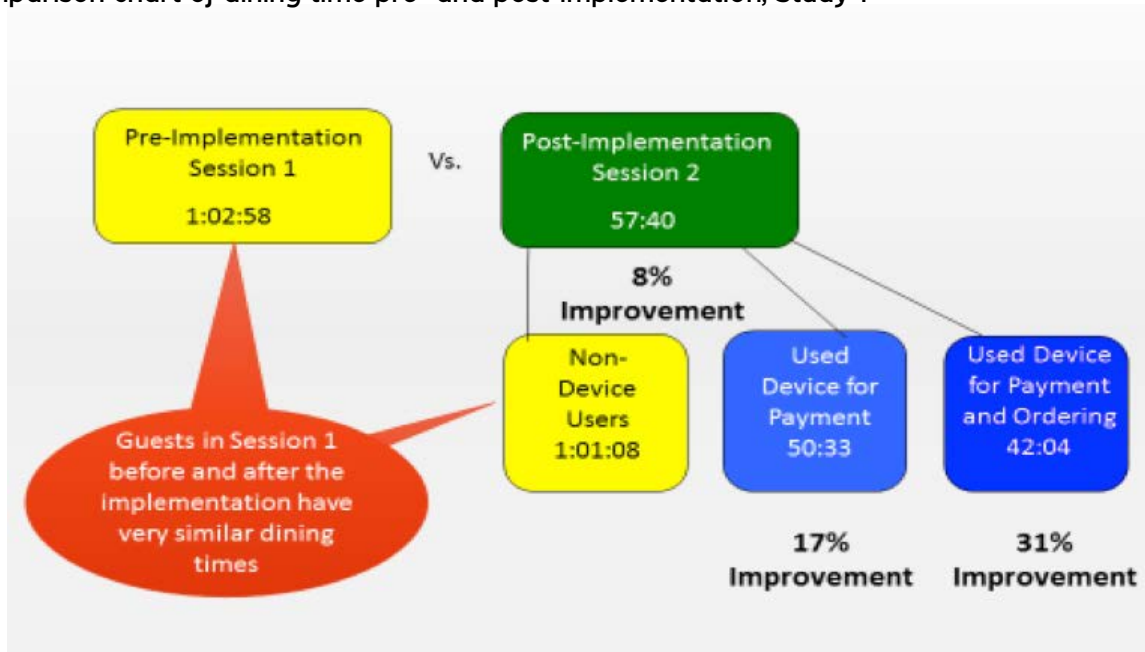 Pre-Implementation
Session 1
1:02:58
Vs.
Post-Implementation
Session 2
57:40
8%
Improvement
Non-
Device
Users
1:01:08
Used
Device for
Payment
50:33
Used Device
for Payment
and Ordering
42:04
Guests in Session 1
before and after the
implementation have
very similar dining
times
17%
Improvement
31%
Improvement